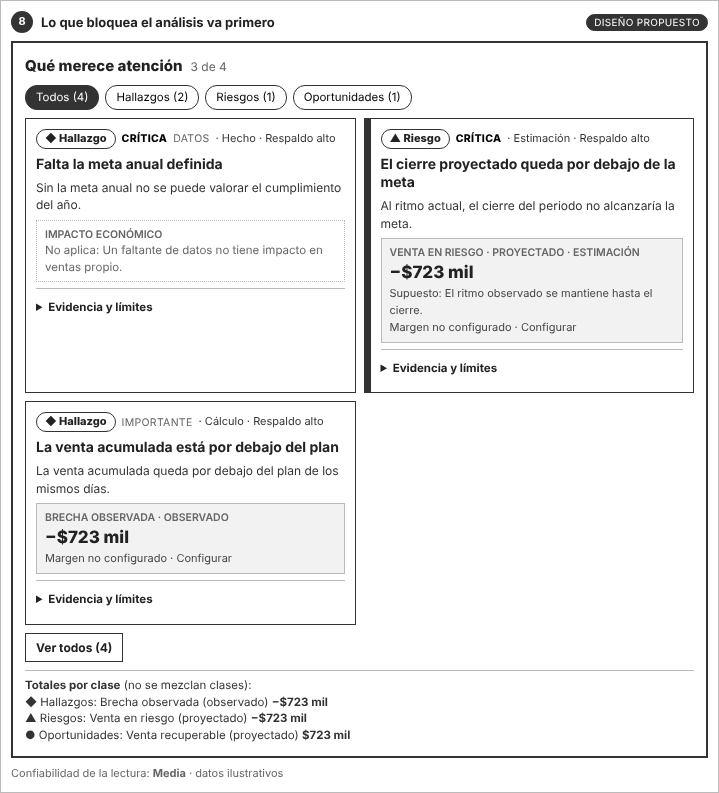 8 Lo que bloquea el análisis va primero
DISEÑO PROPUESTO
Qué merece atención 3 de 4
Todos (4) Hallazgos (2) Riesgos (1) Oportunidades (1)
◆ Hallazgo CRÍTICA DATOS · Hecho · Respaldo alto
Falta la meta anual definida
Sin la meta anual no se puede valorar el cumplimiento
del año.
IMPACTO ECONÓMICO
No aplica: Un faltante de datos no tiene impacto en
ventas propio.
▶ Evidencia y límites
▲ Riesgo CRÍTICA · Estimación · Respaldo alto
El cierre proyectado queda por debajo de la
meta
Al ritmo actual, el cierre del periodo no alcanzaría la
meta.
VENTA EN RIESGO · PROYECTADO · ESTIMACIÓN
−$723 mil
Supuesto: El ritmo observado se mantiene hasta el
cierre.
Margen no configurado · Configurar
▶ Evidencia y límites
◆ Hallazgo IMPORTANTE · Cálculo · Respaldo alto
La venta acumulada está por debajo del plan
La venta acumulada queda por debajo del plan de los
mismos días.
BRECHA OBSERVADA · OBSERVADO
−$723 mil
Margen no configurado · Configurar
▶ Evidencia y límites
Ver todos (4)
Totales por clase (no se mezclan clases):
◆ Hallazgos: Brecha observada (observado) −$723 mil
▲ Riesgos: Venta en riesgo (proyectado) −$723 mil
● Oportunidades: Venta recuperable (proyectado) $723 mil
Confiabilidad de la lectura: Media · datos ilustrativos